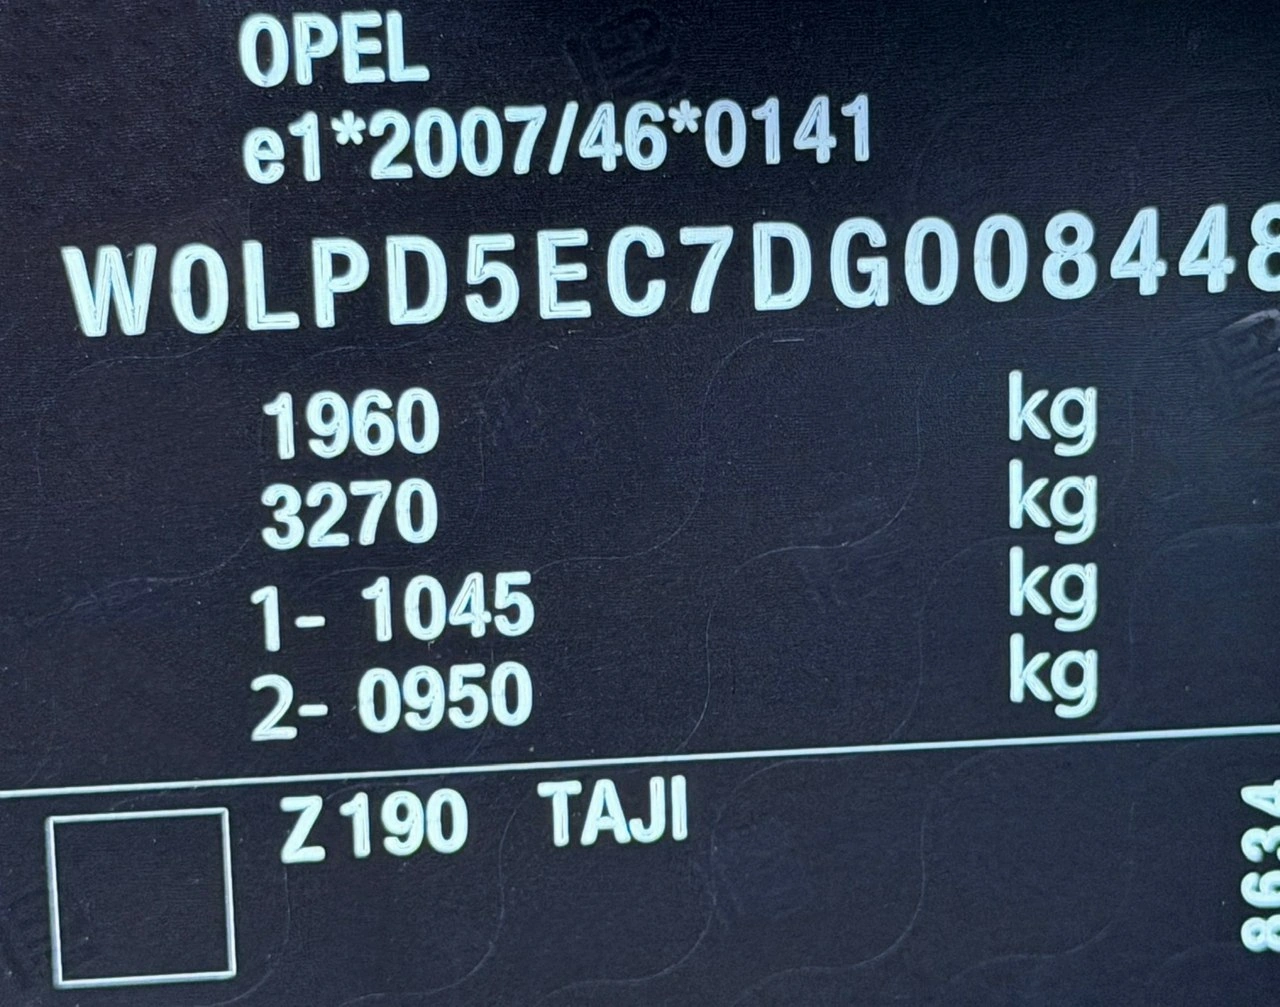 OPEL
e1*2007/46*0141
W0LPD5EC7DG008448
1960 kg
3270 kg
1- 1045 kg
2- 0950 kg
Z190 TAJI
8634